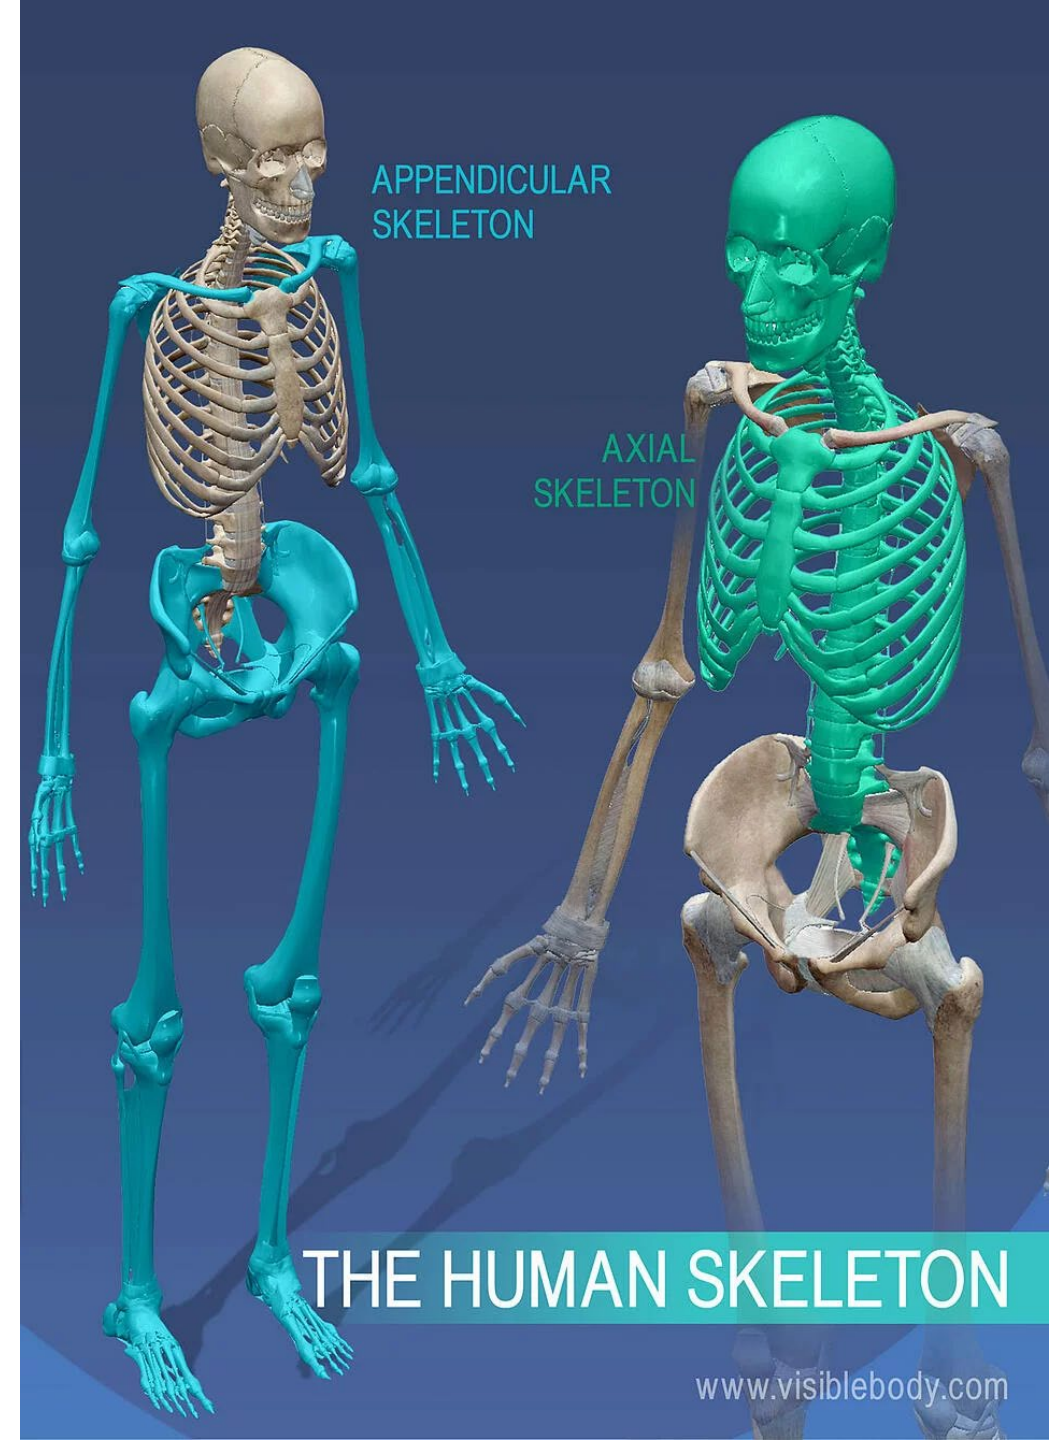 APPENDICULAR
SKELETON
AXIAL
SKELETON
THE HUMAN SKELETON
www.visiblebody.com